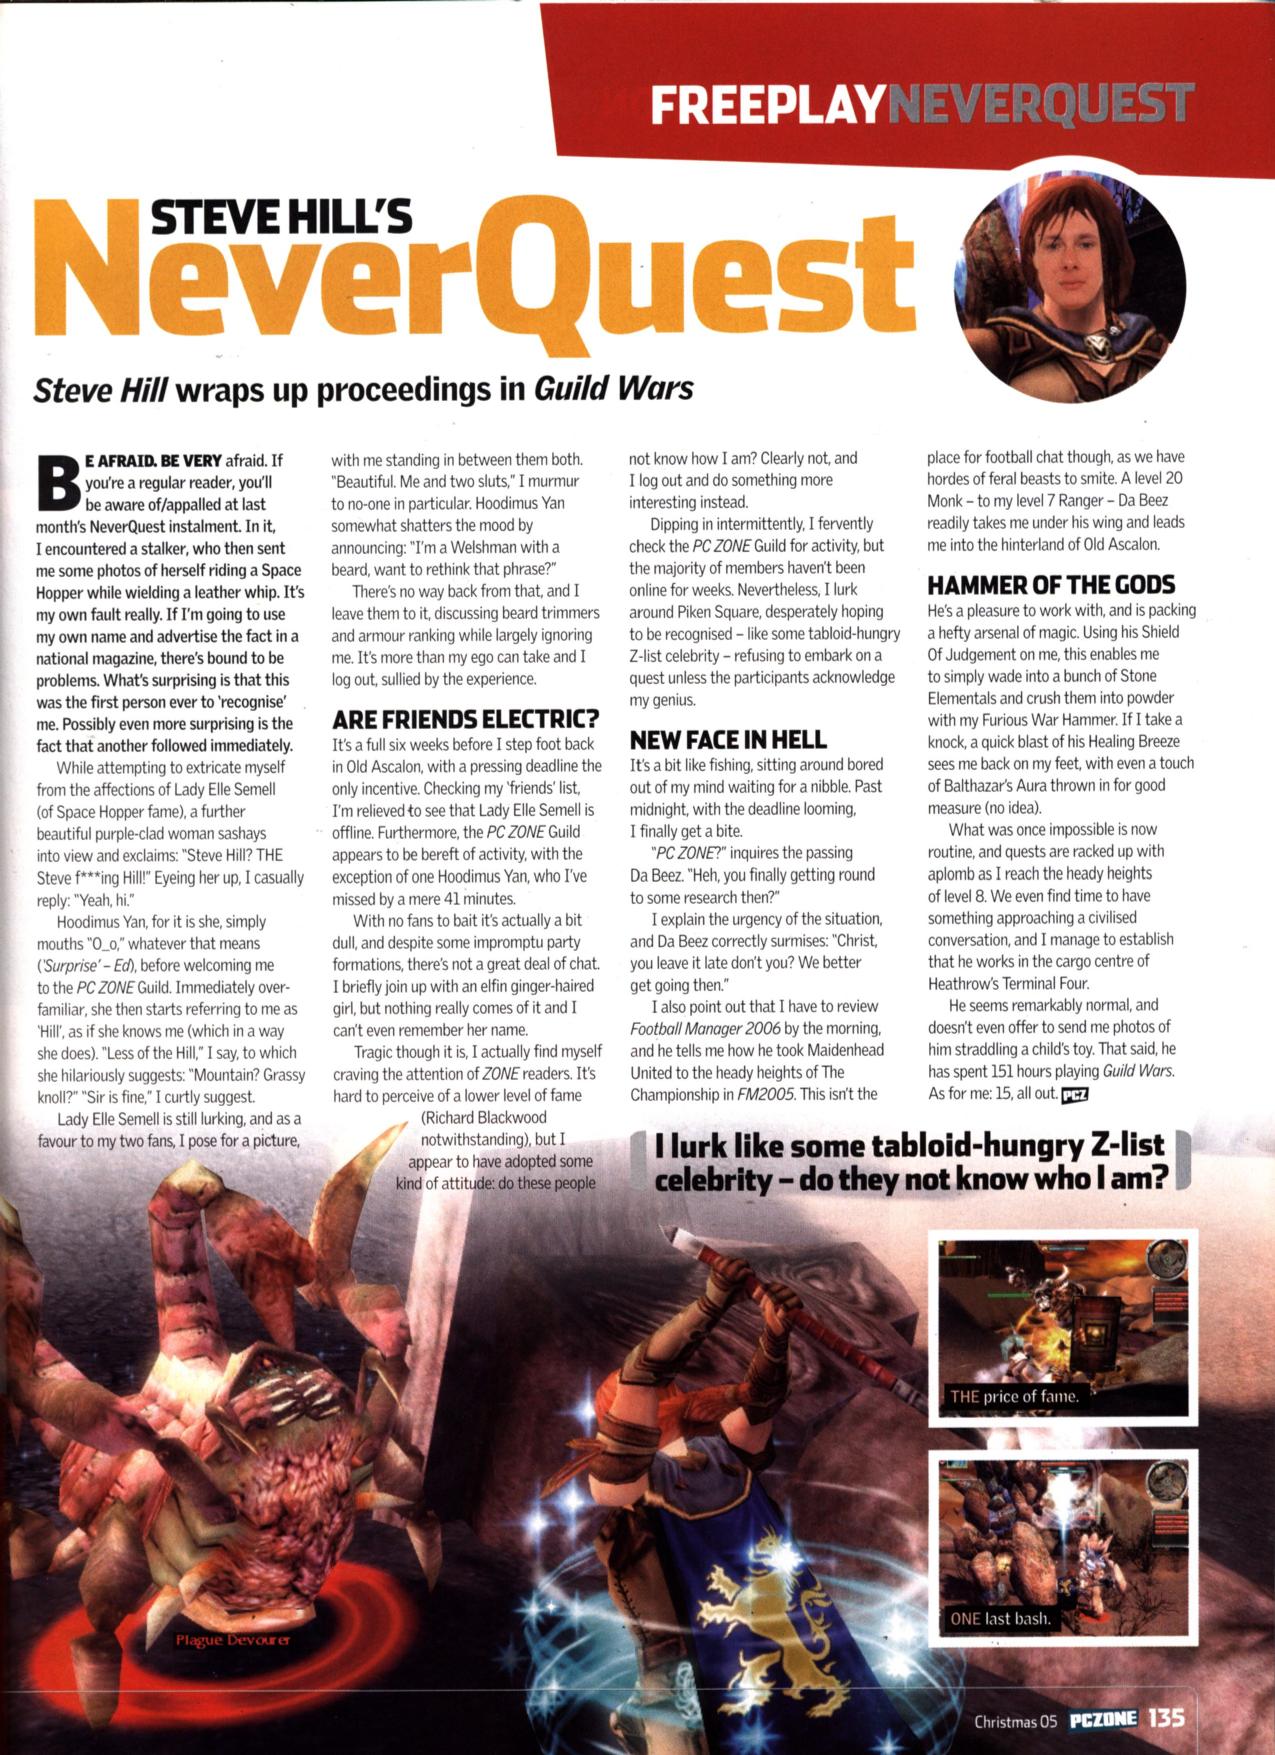 FREEPLAYNEVERQUEST
STEVE HILL'S
NeverQuest
Steve Hill wraps up proceedings in Guild Wars
BE AFRAID. BE VERY afraid. If
you're a regular reader, you'll
be aware of/appalled at last
month's NeverQuest instalment. In it,
I encountered a stalker, who then sent
me some photos of herself riding a Space
Hopper while wielding a leather whip. It's
my own fault really. If I'm going to use
my own name and advertise the fact in a
national magazine, there's bound to be
problems. What's surprising is that this
was the first person ever to 'recognise'
me. Possibly even more surprising is the
fact that another followed immediately.
While attempting to extricate myself
from the affections of Lady Elle Semell
(of Space Hopper fame), a further
beautiful purple-clad woman sashays
into view and exclaims: "Steve Hill? THE
Steve f***ing Hill!" Eyeing her up, I casually
reply: "Yeah, hi."
Hoodimus Yan, for it is she, simply
mouths "O_o," whatever that means
('Surprise' – Ed), before welcoming me
to the PC ZONE Guild. Immediately over-
familiar, she then starts referring to me as
'Hill', as if she knows me (which in a way
she does). "Less of the Hill," I say, to which
she hilariously suggests: "Mountain? Grassy
knoll?" "Sir is fine," I curtly suggest.
Lady Elle Semell is still lurking, and as a
favour to my two fans, I pose for a picture,
with me standing in between them both.
"Beautiful. Me and two sluts," I murmur
to no-one in particular. Hoodimus Yan
somewhat shatters the mood by
announcing: "I'm a Welshman with a
beard, want to rethink that phrase?"
There's no way back from that, and I
leave them to it, discussing beard trimmers
and armour ranking while largely ignoring
me. It's more than my ego can take and I
log out, sullied by the experience.
ARE FRIENDS ELECTRIC?
It's a full six weeks before I step foot back
in Old Ascalon, with a pressing deadline the
only incentive. Checking my 'friends' list,
I'm relieved to see that Lady Elle Semell is
offline. Furthermore, the PC ZONE Guild
appears to be bereft of activity, with the
exception of one Hoodimus Yan, who I've
missed by a mere 41 minutes.
With no fans to bait it's actually a bit
dull, and despite some impromptu party
formations, there's not a great deal of chat.
I briefly join up with an elfin ginger-haired
girl, but nothing really comes of it and I
can't even remember her name.
Tragic though it is, I actually find myself
craving the attention of ZONE readers. It's
hard to perceive of a lower level of fame
(Richard Blackwood
notwithstanding), but I
appear to have adopted some
kind of attitude: do these people
not know how I am? Clearly not, and
I log out and do something more
interesting instead.
Dipping in intermittently, I fervently
check the PC ZONE Guild for activity, but
the majority of members haven't been
online for weeks. Nevertheless, I lurk
around Piken Square, desperately hoping
to be recognised – like some tabloid-hungry
Z-list celebrity – refusing to embark on a
quest unless the participants acknowledge
my genius.
NEW FACE IN HELL
It's a bit like fishing, sitting around bored
out of my mind waiting for a nibble. Past
midnight, with the deadline looming,
I finally get a bite.
"PC ZONE?" inquires the passing
Da Beez. "Heh, you finally getting round
to some research then?"
I explain the urgency of the situation,
and Da Beez correctly surmises: "Christ,
you leave it late don't you? We better
get going then."
I also point out that I have to review
Football Manager 2006 by the morning,
and he tells me how he took Maidenhead
United to the heady heights of The
Championship in FM2005. This isn't the
place for football chat though, as we have
hordes of feral beasts to smite. A level 20
Monk – to my level 7 Ranger – Da Beez
readily takes me under his wing and leads
me into the hinterland of Old Ascalon.
HAMMER OF THE GODS
He's a pleasure to work with, and is packing
a hefty arsenal of magic. Using his Shield
Of Judgement on me, this enables me
to simply wade into a bunch of Stone
Elementals and crush them into powder
with my Furious War Hammer. If I take a
knock, a quick blast of his Healing Breeze
sees me back on my feet, with even a touch
of Balthazar's Aura thrown in for good
measure (no idea).
What was once impossible is now
routine, and quests are racked up with
aplomb as I reach the heady heights
of level 8. We even find time to have
something approaching a civilised
conversation, and I manage to establish
that he works in the cargo centre of
Heathrow's Terminal Four.
He seems remarkably normal, and
doesn't even offer to send me photos of
him straddling a child's toy. That said, he
has spent 151 hours playing Guild Wars.
As for me: 15, all out. PCZ
I lurk like some tabloid-hungry Z-list
celebrity – do they not know who I am?
THE price of fame.
ONE last bash.
Plague Devourer
Christmas 05 PCZONE 135